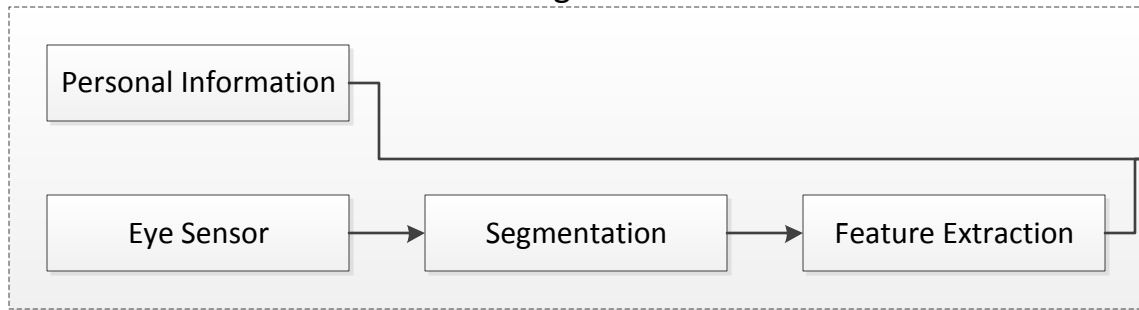 Personal Information
Eye Sensor
Segmentation
Feature Extraction